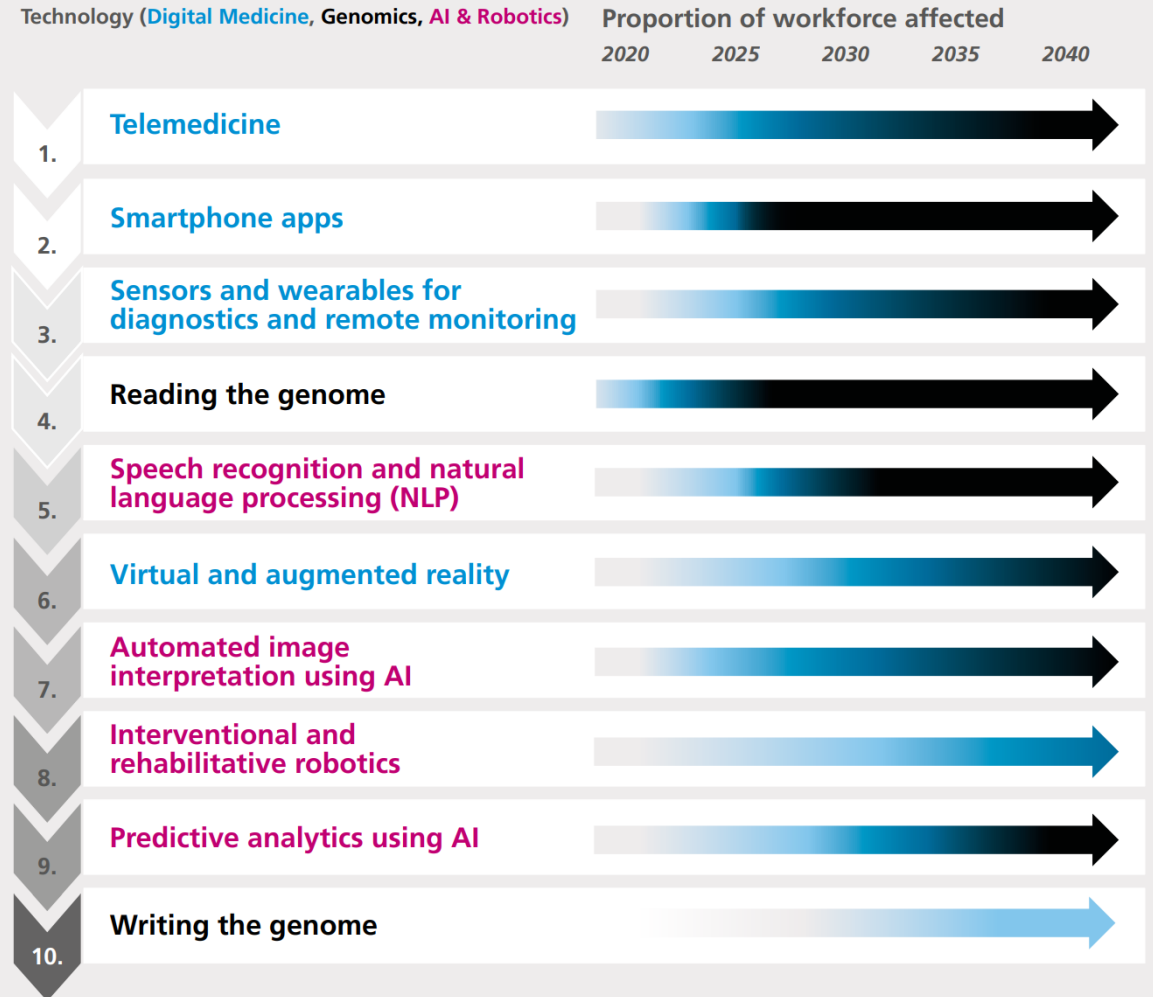 Technology (Digital Medicine, Genomics, AI & Robotics)
Proportion of workforce affected
2020 2025 2030 2035 2040
1.
Telemedicine
2.
Smartphone apps
3.
Sensors and wearables for
diagnostics and remote monitoring
4.
Reading the genome
5.
Speech recognition and natural
language processing (NLP)
6.
Virtual and augmented reality
7.
Automated image
interpretation using AI
8.
Interventional and
rehabilitative robotics
9.
Predictive analytics using AI
10.
Writing the genome